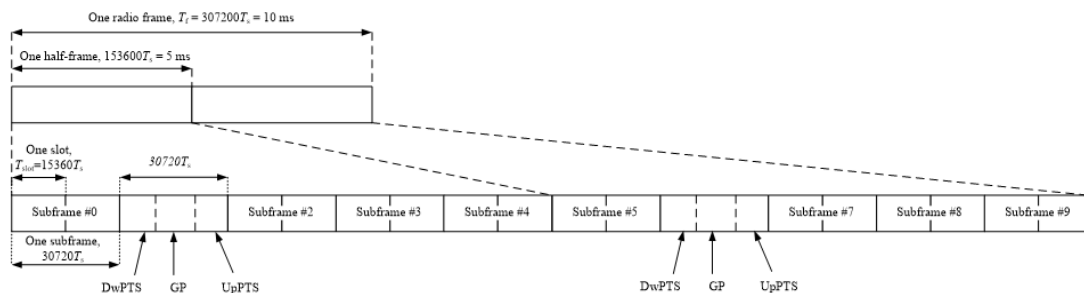 One radio frame, Tf = 307200Ts = 10 ms
One half-frame, 153600Ts = 5 ms
One slot,
Tslot=15360Ts
30720Ts
Subframe #0
Subframe #2
Subframe #3
Subframe #4
Subframe #5
Subframe #7
Subframe #8
Subframe #9
One subframe,
30720Ts
DwPTS
GP
UpPTS
DwPTS
GP
UpPTS